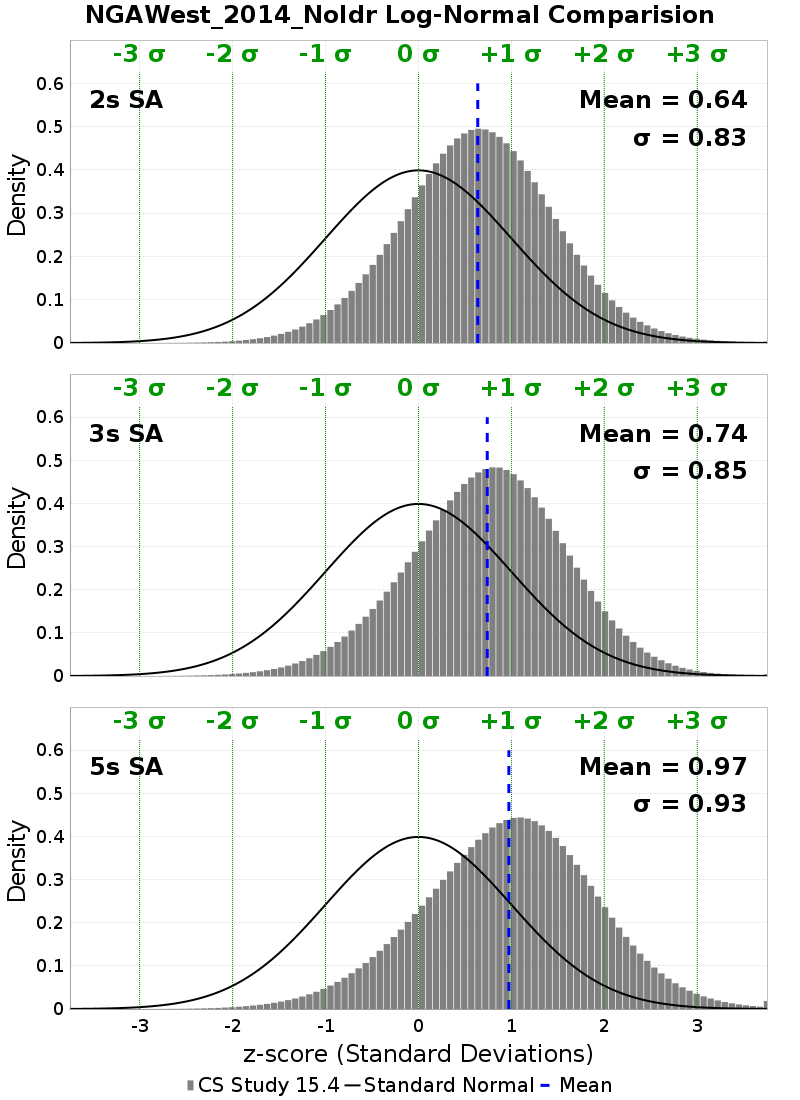 NGAWest_2014_NoIdr Log-Normal Comparision
-3 σ -2 σ -1 σ 0 σ +1 σ +2 σ +3 σ
2s SA
Mean = 0.64
σ = 0.83
0.6
0.5
0.4
0.3
0.2
0.1
0
Density
-3 σ -2 σ -1 σ 0 σ +1 σ +2 σ +3 σ
3s SA
Mean = 0.74
σ = 0.85
0.6
0.5
0.4
0.3
0.2
0.1
0
Density
-3 σ -2 σ -1 σ 0 σ +1 σ +2 σ +3 σ
5s SA
Mean = 0.97
σ = 0.93
0.6
0.5
0.4
0.3
0.2
0.1
0
Density
-3 -2 -1 0 1 2 3
z-score (Standard Deviations)
CS Study 15.4 Standard Normal Mean